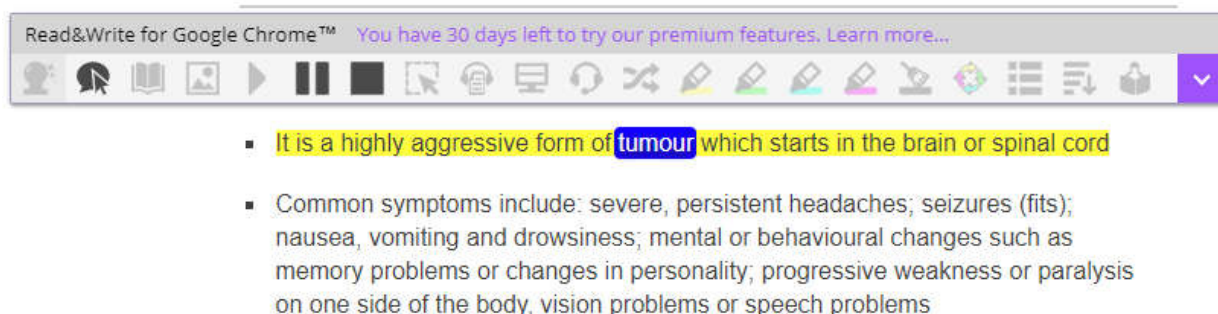 Read&Write for Google Chrome™ You have 30 days left to try our premium features. Learn more...
▪ It is a highly aggressive form of tumour which starts in the brain or spinal cord
▪ Common symptoms include: severe, persistent headaches; seizures (fits);
nausea, vomiting and drowsiness; mental or behavioural changes such as
memory problems or changes in personality; progressive weakness or paralysis
on one side of the body, vision problems or speech problems